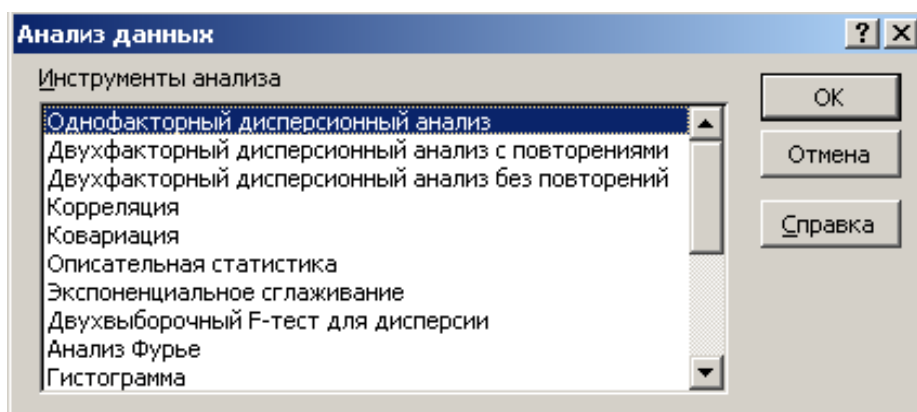 Анализ данных
Инструменты анализа
Однофакторный дисперсионный анализ
Двухфакторный дисперсионный анализ с повторениями
Двухфакторный дисперсионный анализ без повторений
Корреляция
Ковариация
Описательная статистика
Экспоненциальное сглаживание
Двухвыборочный F-тест для дисперсии
Анализ Фурье
Гистограмма
OK
Отмена
Справка